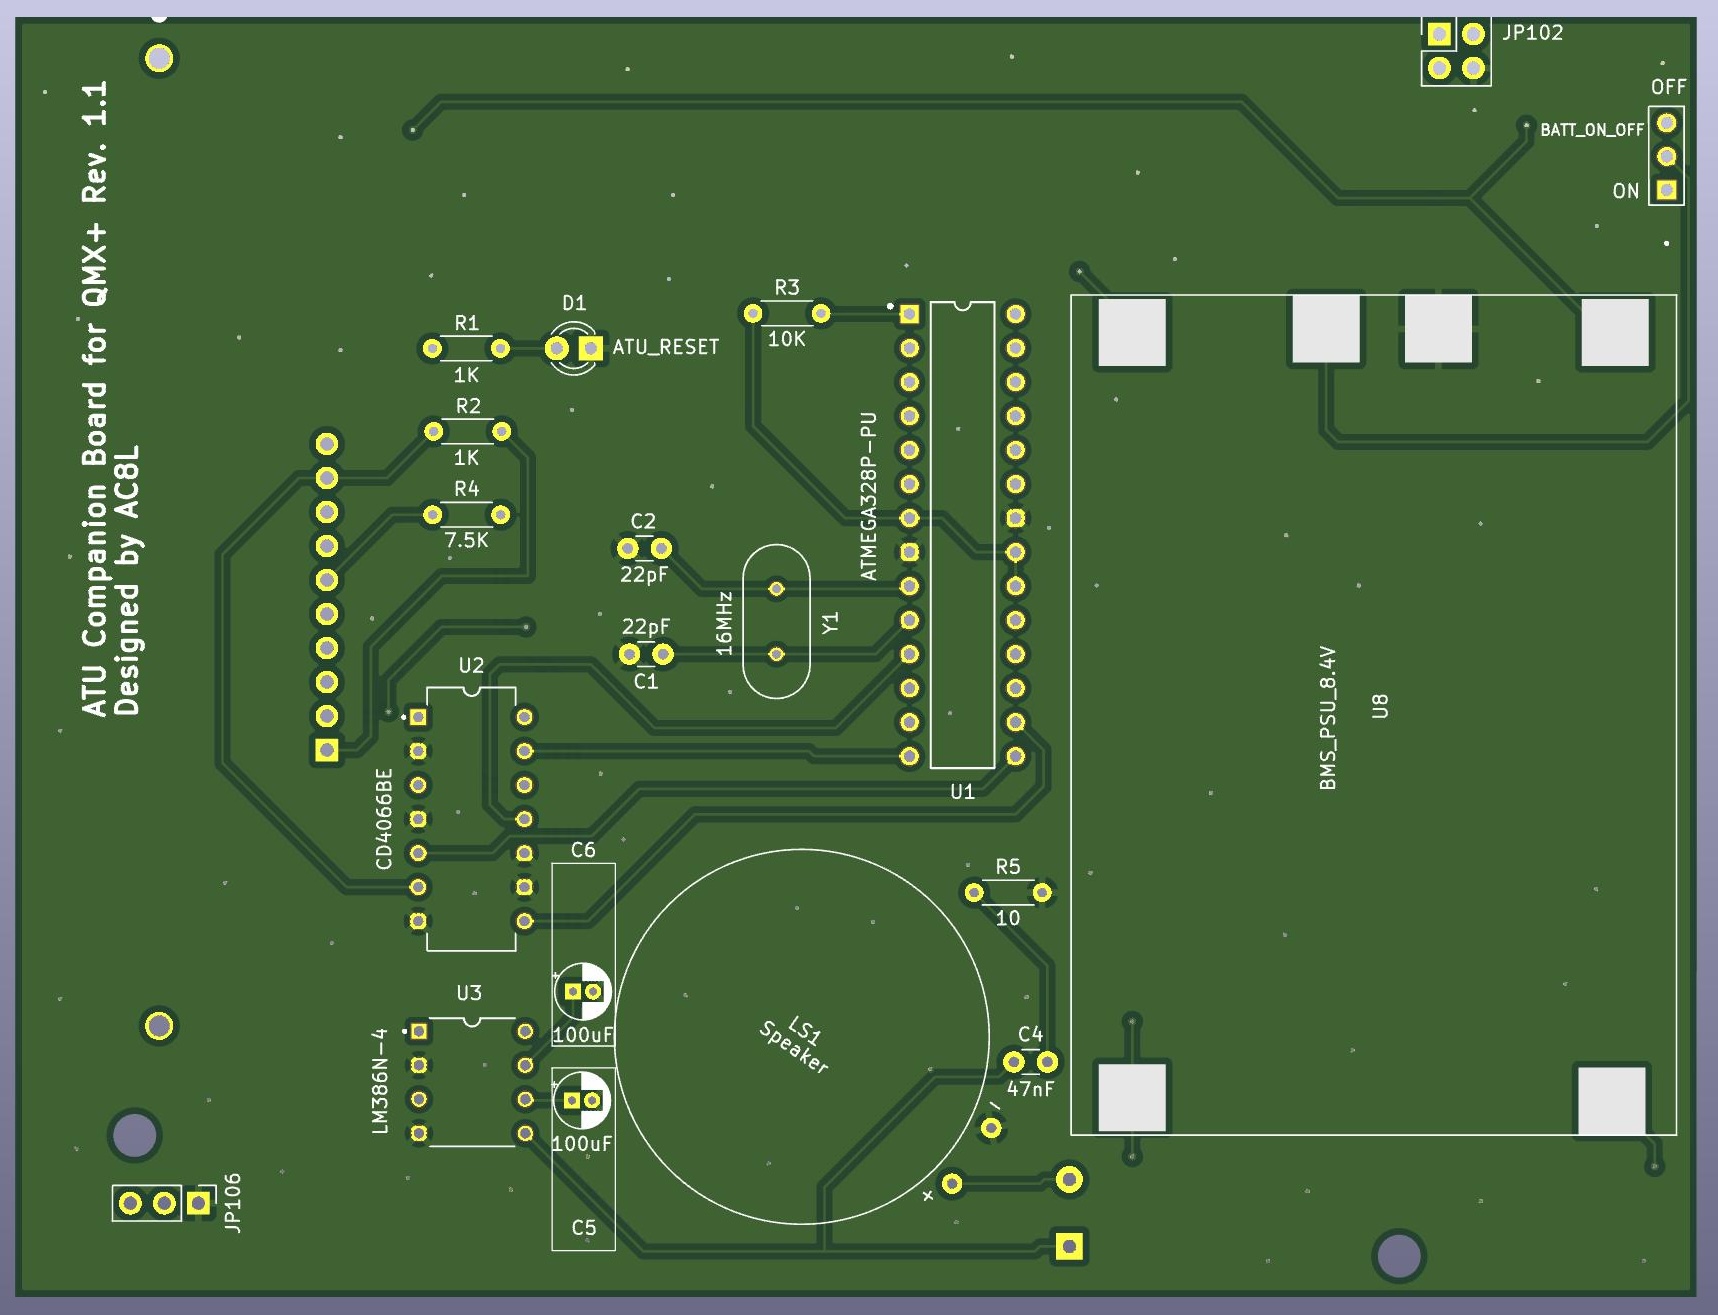 JP102
OFF
BATT_ON_OFF
ON
ATU Companion Board for QMX+ Rev. 1.1
Designed by AC8L
D1
R3
R1
ATU_RESET
10K
1K
R2
1K
R4
7.5K
ATMEGA328P-PU
C2
22pF
16MHz
Y1
22pF
C1
U2
BMS_PSU_8.4V
U8
CD4066BE
U1
C6
R5
10
U3
+
100uF
LS1
Speaker
C4
47nF
LM386N-4
+
100uF
-
+
JP106
C5